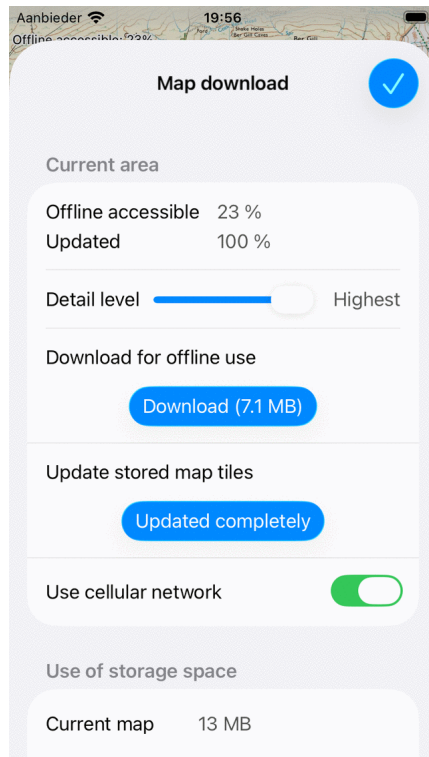 Aanbieder 19:56
Offline accessible: 23%
Map download
Current area
Offline accessible 23 %
Updated 100 %
Detail level Highest
Download for offline use
Download (7.1 MB)
Update stored map tiles
Updated completely
Use cellular network
Use of storage space
Current map 13 MB